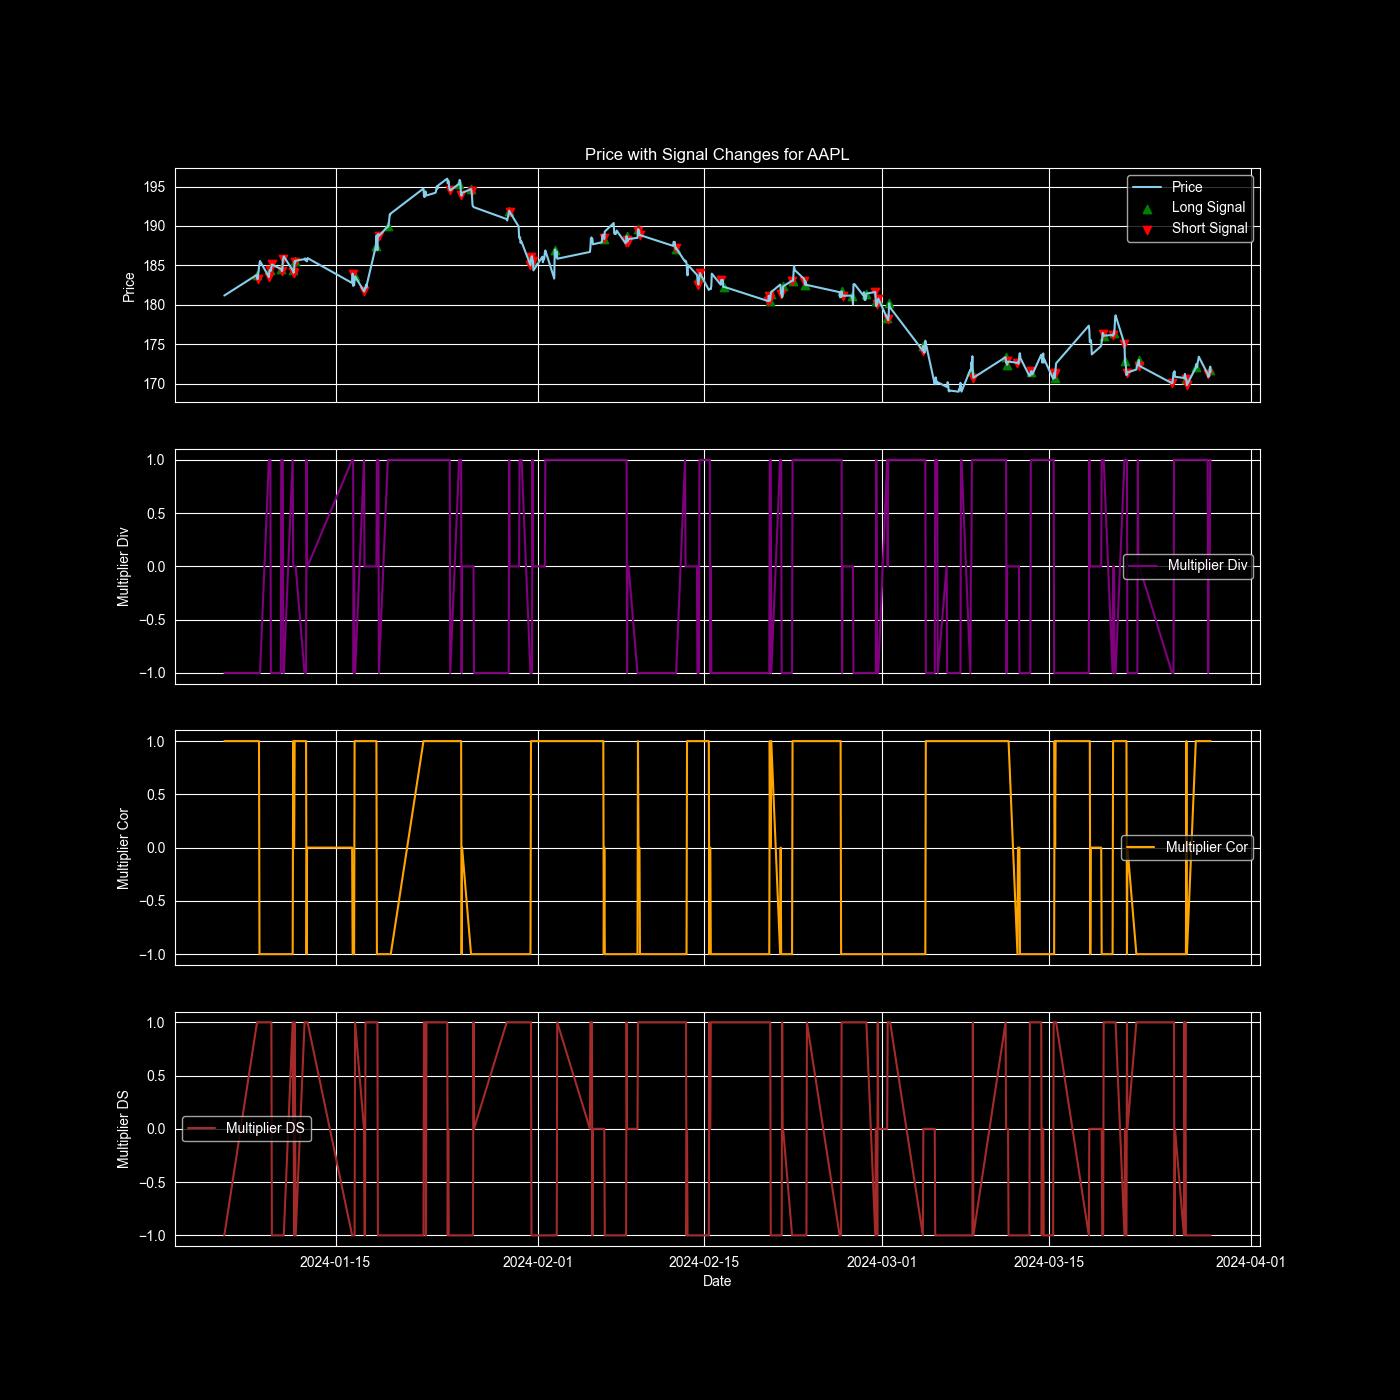 Price with Signal Changes for AAPL
Price
195
190
185
180
175
170
Price
Long Signal
Short Signal
Multiplier Div
1.0
0.5
0.0
−0.5
−1.0
Multiplier Div
Multiplier Cor
1.0
0.5
0.0
−0.5
−1.0
Multiplier Cor
Multiplier DS
1.0
0.5
0.0
−0.5
−1.0
Multiplier DS
2024-01-15 2024-02-01 2024-02-15 2024-03-01 2024-03-15 2024-04-01
Date